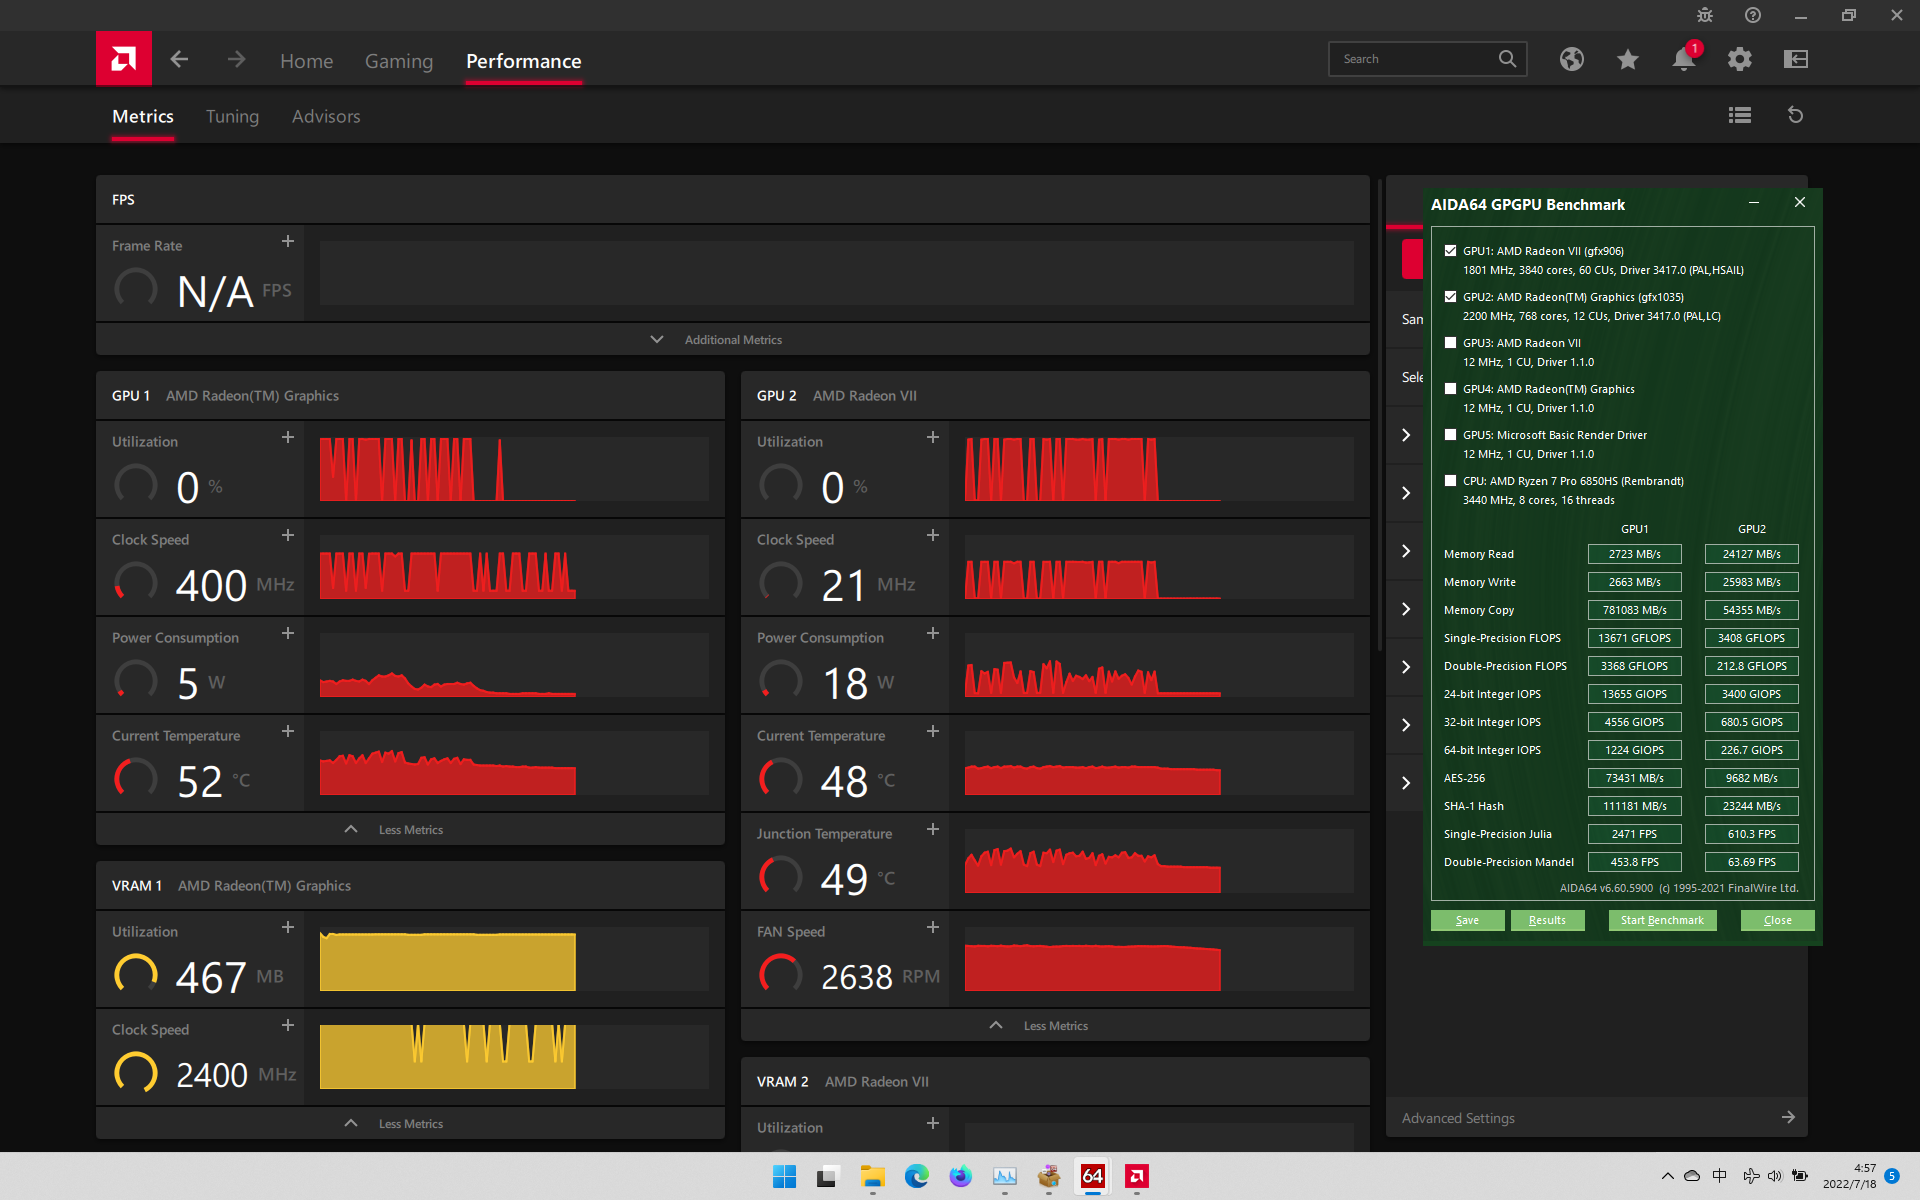 Home Gaming Performance
Search
1
Metrics Tuning Advisors
FPS
Frame Rate
N/A FPS
Additional Metrics
GPU 1 AMD Radeon(TM) Graphics
Utilization
0 %
Clock Speed
400 MHz
Power Consumption
5 W
Current Temperature
52 °C
Less Metrics
VRAM 1 AMD Radeon(TM) Graphics
Utilization
467 MB
Clock Speed
2400 MHz
Less Metrics
GPU 2 AMD Radeon VII
Utilization
0 %
Clock Speed
21 MHz
Power Consumption
18 W
Current Temperature
48 °C
Junction Temperature
49 °C
FAN Speed
2638 RPM
Less Metrics
VRAM 2 AMD Radeon VII
Utilization
Advanced Settings
AIDA64 GPGPU Benchmark
GPU1: AMD Radeon VII (gfx906)
1801 MHz, 3840 cores, 60 CUs, Driver 3417.0 (PAL,HSAIL)
GPU2: AMD Radeon(TM) Graphics (gfx1035)
2200 MHz, 768 cores, 12 CUs, Driver 3417.0 (PAL,LC)
GPU3: AMD Radeon VII
12 MHz, 1 CU, Driver 1.1.0
GPU4: AMD Radeon(TM) Graphics
12 MHz, 1 CU, Driver 1.1.0
GPU5: Microsoft Basic Render Driver
12 MHz, 1 CU, Driver 1.1.0
CPU: AMD Ryzen 7 Pro 6850HS (Rembrandt)
3440 MHz, 8 cores, 16 threads
GPU1 GPU2
Memory Read 2723 MB/s 24127 MB/s
Memory Write 2663 MB/s 25983 MB/s
Memory Copy 781083 MB/s 54355 MB/s
Single-Precision FLOPS 13671 GFLOPS 3408 GFLOPS
Double-Precision FLOPS 3368 GFLOPS 212.8 GFLOPS
24-bit Integer IOPS 13655 GIOPS 3400 GIOPS
32-bit Integer IOPS 4556 GIOPS 680.5 GIOPS
64-bit Integer IOPS 1224 GIOPS 226.7 GIOPS
AES-256 73431 MB/s 9682 MB/s
SHA-1 Hash 111181 MB/s 23244 MB/s
Single-Precision Julia 2471 FPS 610.3 FPS
Double-Precision Mandel 453.8 FPS 63.69 FPS
AIDA64 v6.60.5900 (c) 1995-2021 FinalWire Ltd.
Save Results Start Benchmark Close
64
中
4:57
2022/7/18
5